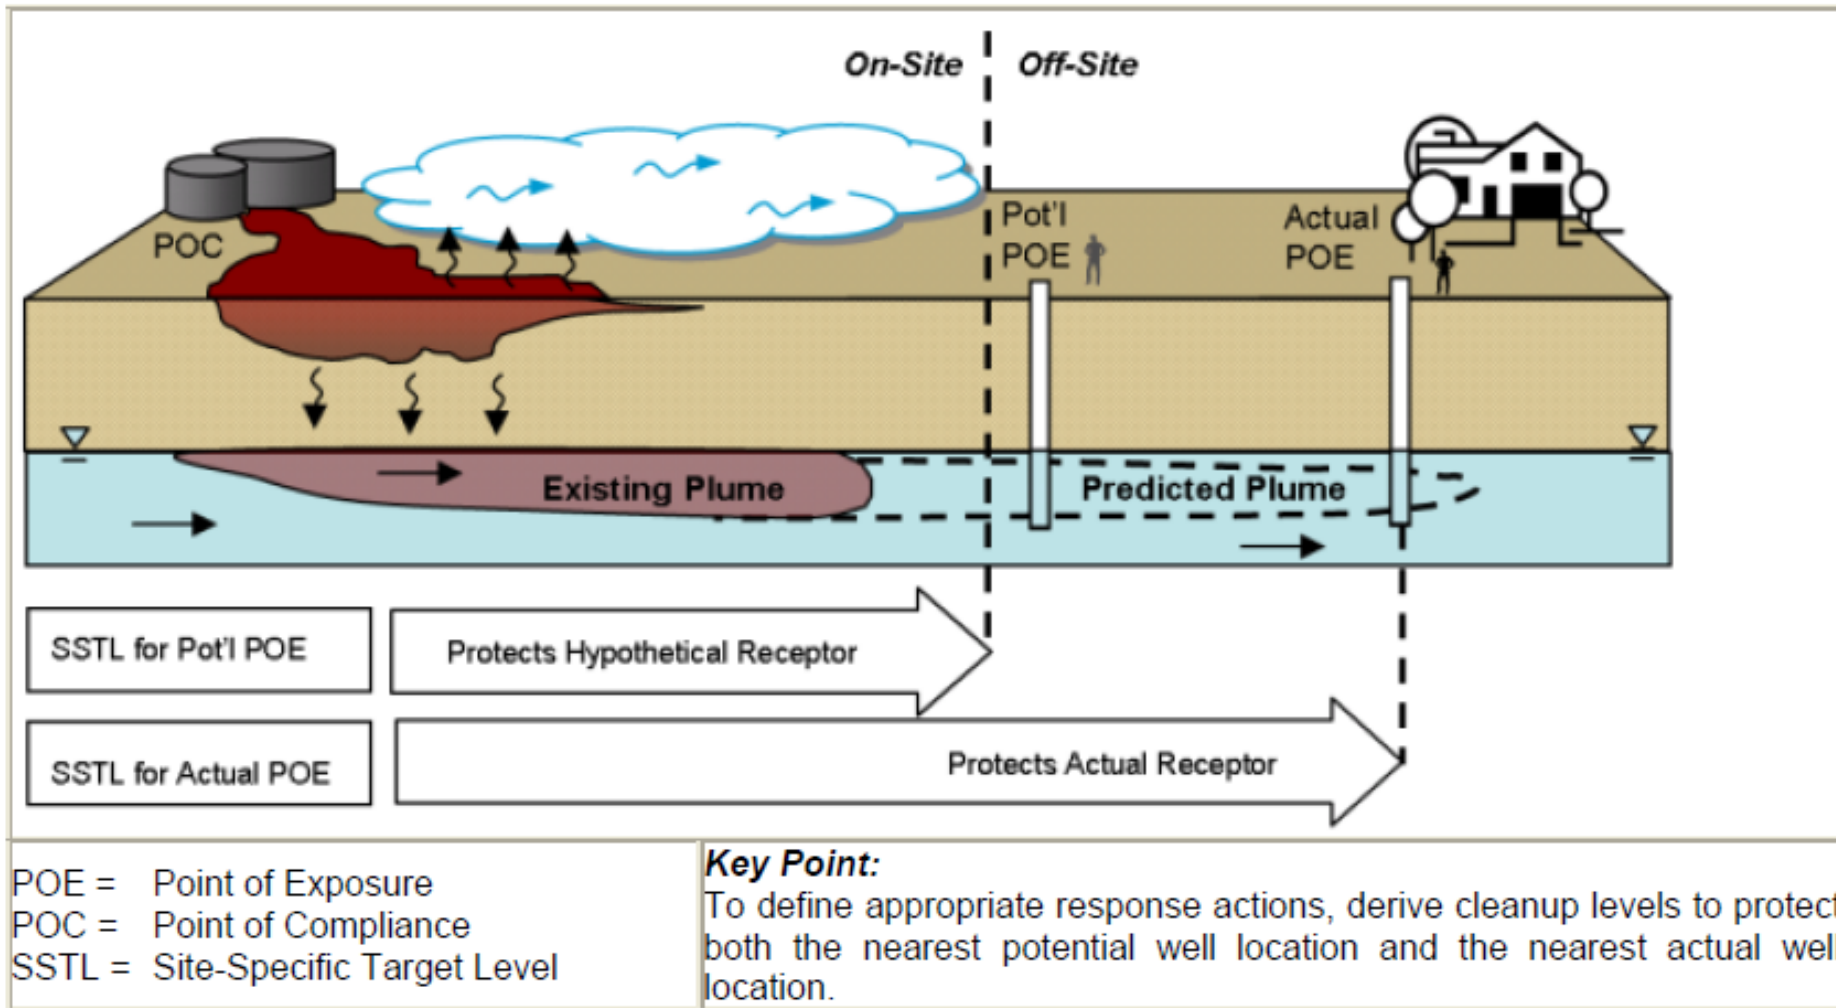 On-Site
Off-Site
POC
Pot'l
POE
Actual
POE
Existing Plume
Predicted Plume
SSTL for Pot'l POE
Protects Hypothetical Receptor
SSTL for Actual POE
Protects Actual Receptor
POE = Point of Exposure
POC = Point of Compliance
SSTL = Site-Specific Target Level
Key Point:
To define appropriate response actions, derive cleanup levels to protect
both the nearest potential well location and the nearest actual well
location.